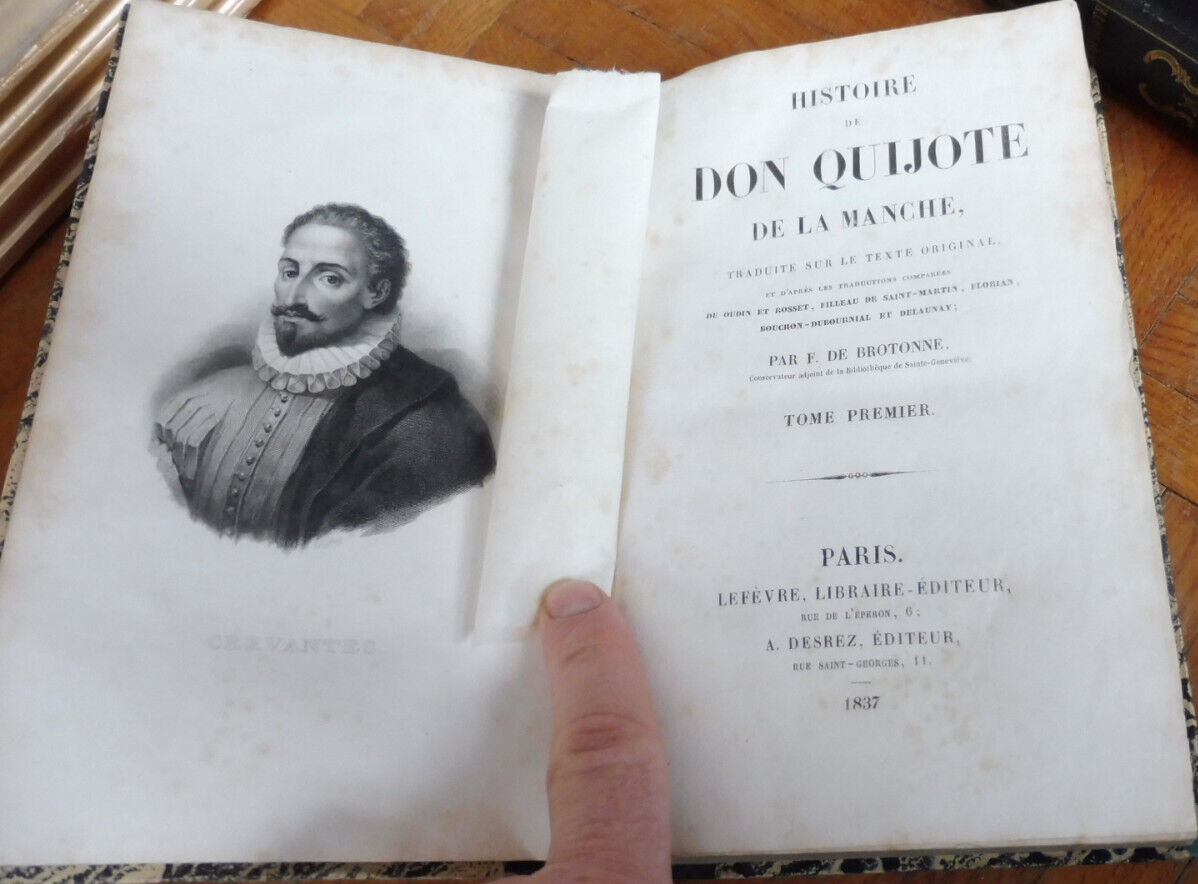 CERVANTES.
HISTOIRE
DE
DON QUIJOTE
DE LA MANCHE,
TRADUITE SUR LE TEXTE ORIGINAL,
ET D'APRÈS LES TRADUCTIONS COMPARÉES
DE OUDIN ET ROSSET, FILLEAU DE SAINT-MARTIN, FLORIAN,
BOUCHON-DUBOURNIAL ET DELAUNAY;
PAR F. DE BROTONNE,
Conservateur adjoint de la Bibliothèque de Sainte-Geneviève.
TOME PREMIER.
PARIS.
LEFÈVRE, LIBRAIRE-ÉDITEUR,
RUE DE L'ÉPERON, 6;
A. DESREZ, ÉDITEUR,
RUE SAINT-GEORGES, 11.
1837